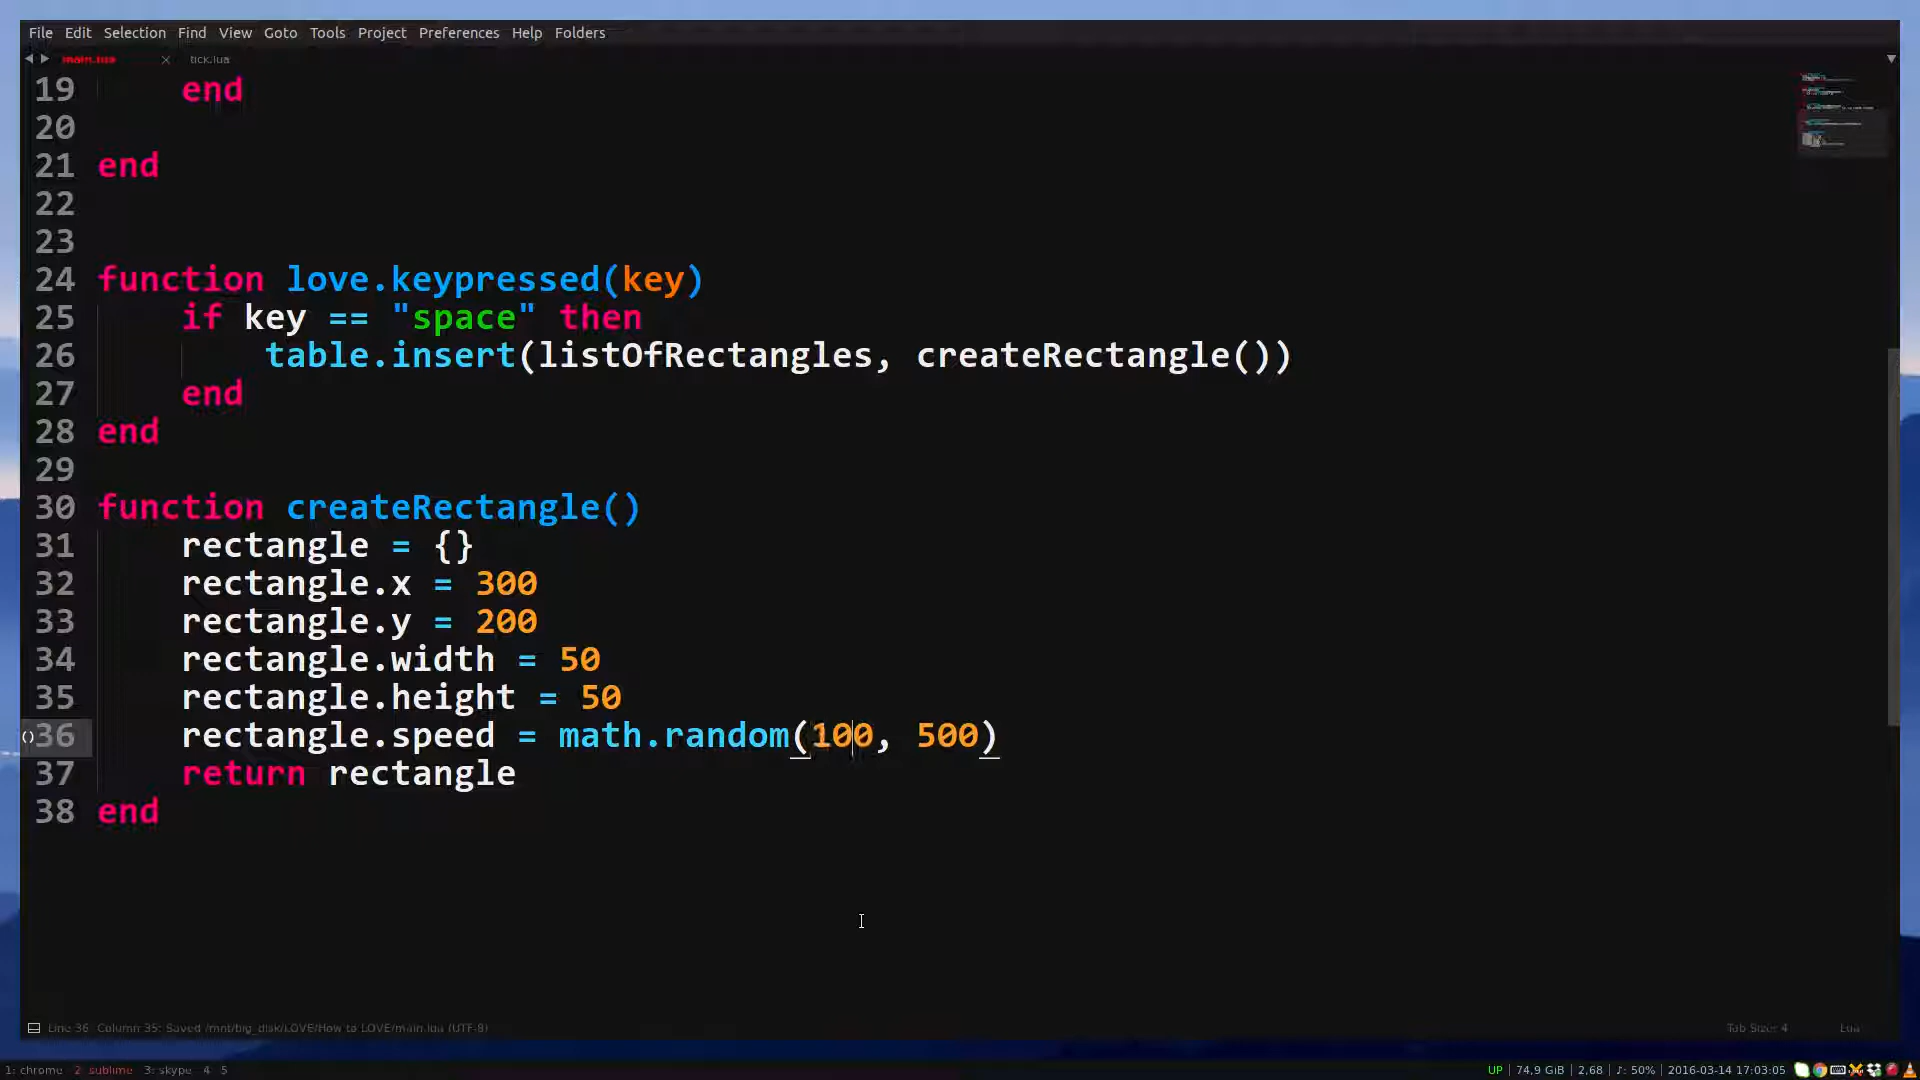 File Edit Selection Find View Goto Tools Project Preferences Help Folders
main.lua tick.lua
19 end
20
21 end
22
23
24 function love.keypressed(key)
25 if key == "space" then
26 table.insert(listOfRectangles, createRectangle())
27 end
28 end
29
30 function createRectangle()
31 rectangle = {}
32 rectangle.x = 300
33 rectangle.y = 200
34 rectangle.width = 50
35 rectangle.height = 50
36 rectangle.speed = math.random(100, 500)
37 return rectangle
38 end
Line 36, Column 35; Saved /mnt/big_disk/LOVE/How to LOVE/main.lua (UTF-8) Tab Size: 4 Lua
1: chrome 2 sublime 3: skype 4 5 UP | 74,9 GiB | 2,68 | ♪: 50% | 2016-03-14 17:03:05